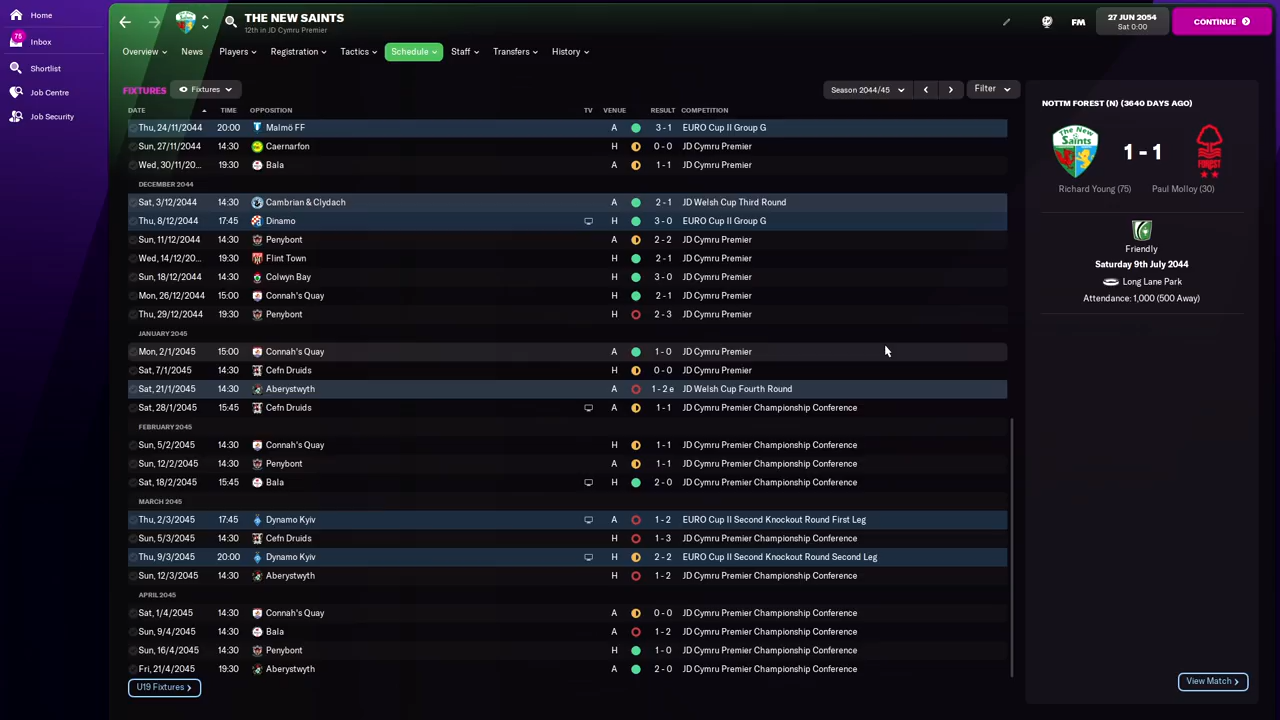 Home
THE NEW SAINTS
12th in JD Cymru Premier
FM
27 JUN 2054
Sat 0:00
CONTINUE
75
Inbox
Shortlist
Job Centre
Job Security
Overview
News
Players
Registration
Tactics
Schedule
Staff
Transfers
History
FIXTURES
Fixtures
Season 2044/45
Filter
DATE TIME OPPOSITION TV VENUE RESULT COMPETITION
Thu, 24/11/2044 20:00 Malmö FF A 3 - 1 EURO Cup II Group G
Sun, 27/11/2044 14:30 Caernarfon H 0 - 0 JD Cymru Premier
Wed, 30/11/20... 19:30 Bala A 1 - 1 JD Cymru Premier
DECEMBER 2044
Sat, 3/12/2044 14:30 Cambrian & Clydach A 2 - 1 JD Welsh Cup Third Round
Thu, 8/12/2044 17:45 Dinamo H 3 - 0 EURO Cup II Group G
Sun, 11/12/2044 14:30 Penybont A 2 - 2 JD Cymru Premier
Wed, 14/12/20... 19:30 Flint Town H 2 - 1 JD Cymru Premier
Sun, 18/12/2044 14:30 Colwyn Bay H 3 - 0 JD Cymru Premier
Mon, 26/12/2044 15:00 Connah's Quay H 2 - 1 JD Cymru Premier
Thu, 29/12/2044 19:30 Penybont H 2 - 3 JD Cymru Premier
JANUARY 2045
Mon, 2/1/2045 15:00 Connah's Quay A 1 - 0 JD Cymru Premier
Sat, 7/1/2045 14:30 Cefn Druids H 0 - 0 JD Cymru Premier
Sat, 21/1/2045 14:30 Aberystwyth A 1 - 2 e JD Welsh Cup Fourth Round
Sat, 28/1/2045 15:45 Cefn Druids A 1 - 1 JD Cymru Premier Championship Conference
FEBRUARY 2045
Sun, 5/2/2045 14:30 Connah's Quay H 1 - 1 JD Cymru Premier Championship Conference
Sun, 12/2/2045 14:30 Penybont A 1 - 1 JD Cymru Premier Championship Conference
Sat, 18/2/2045 15:45 Bala H 2 - 0 JD Cymru Premier Championship Conference
MARCH 2045
Thu, 2/3/2045 17:45 Dynamo Kyiv A 1 - 2 EURO Cup II Second Knockout Round First Leg
Sun, 5/3/2045 14:30 Cefn Druids H 1 - 3 JD Cymru Premier Championship Conference
Thu, 9/3/2045 20:00 Dynamo Kyiv H 2 - 2 EURO Cup II Second Knockout Round Second Leg
Sun, 12/3/2045 14:30 Aberystwyth H 1 - 2 JD Cymru Premier Championship Conference
APRIL 2045
Sat, 1/4/2045 14:30 Connah's Quay A 0 - 0 JD Cymru Premier Championship Conference
Sun, 9/4/2045 14:30 Bala A 1 - 2 JD Cymru Premier Championship Conference
Sun, 16/4/2045 14:30 Penybont H 1 - 0 JD Cymru Premier Championship Conference
Fri, 21/4/2045 19:30 Aberystwyth A 2 - 0 JD Cymru Premier Championship Conference
U19 Fixtures
NOTTM FOREST (N) (3640 DAYS AGO)
The New Saints
1 - 1
FOREST
Richard Young (75) Paul Molloy (30)
Friendly
Saturday 9th July 2044
Long Lane Park
Attendance: 1,000 (500 Away)
View Match